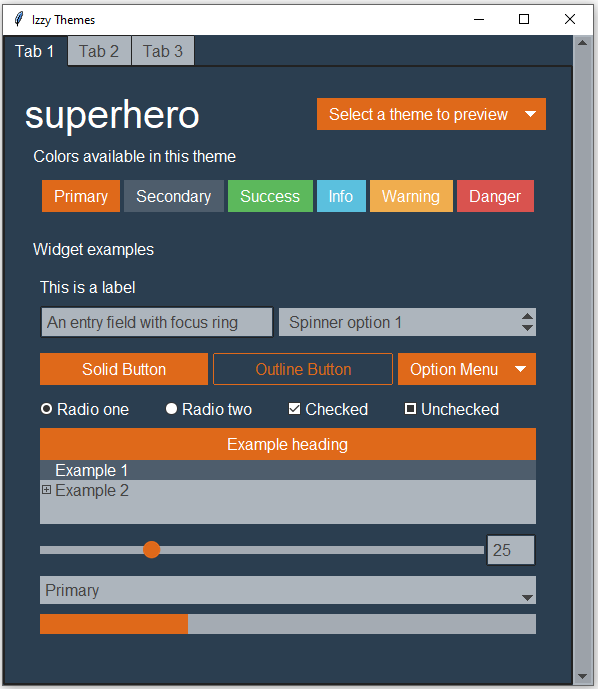 Izzy Themes
Tab 1 Tab 2 Tab 3
superhero
Select a theme to preview
Colors available in this theme
Primary Secondary Success Info Warning Danger
Widget examples
This is a label
An entry field with focus ring Spinner option 1
Solid Button Outline Button Option Menu
Radio one Radio two Checked Unchecked
Example heading
Example 1
Example 2
25
Primary